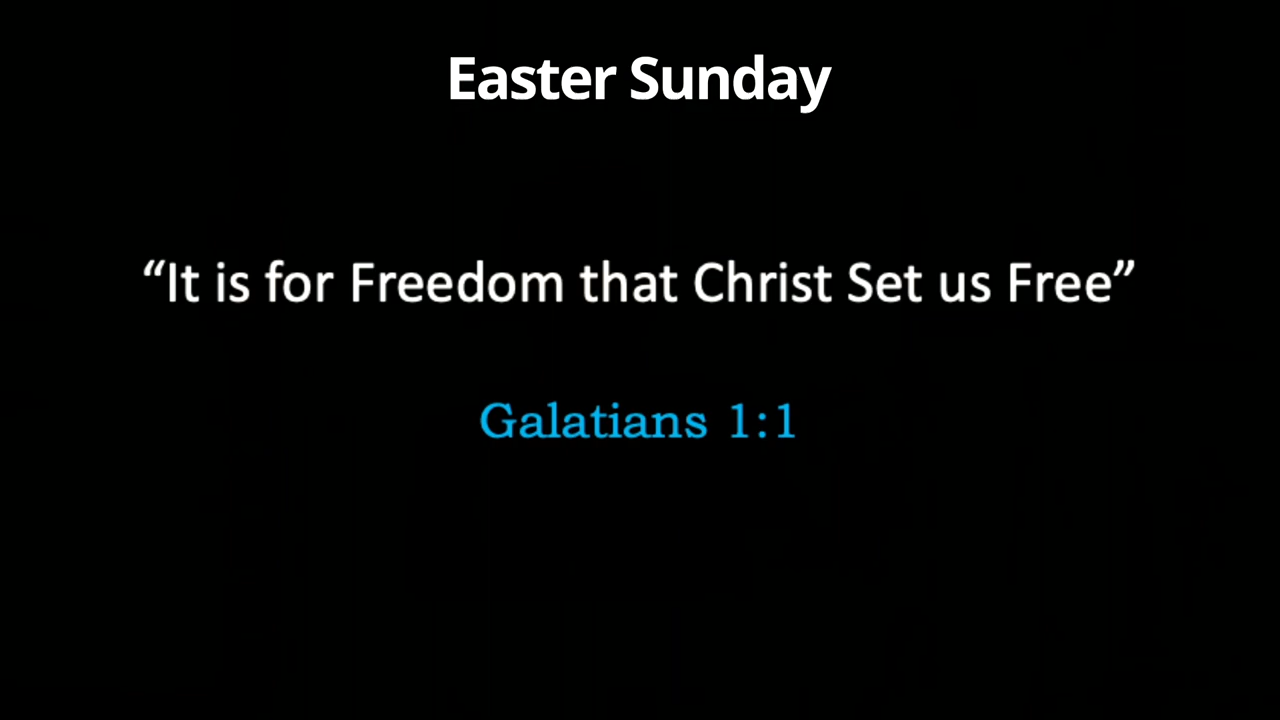 Easter Sunday
“It is for Freedom that Christ Set us Free”
Galatians 1:1